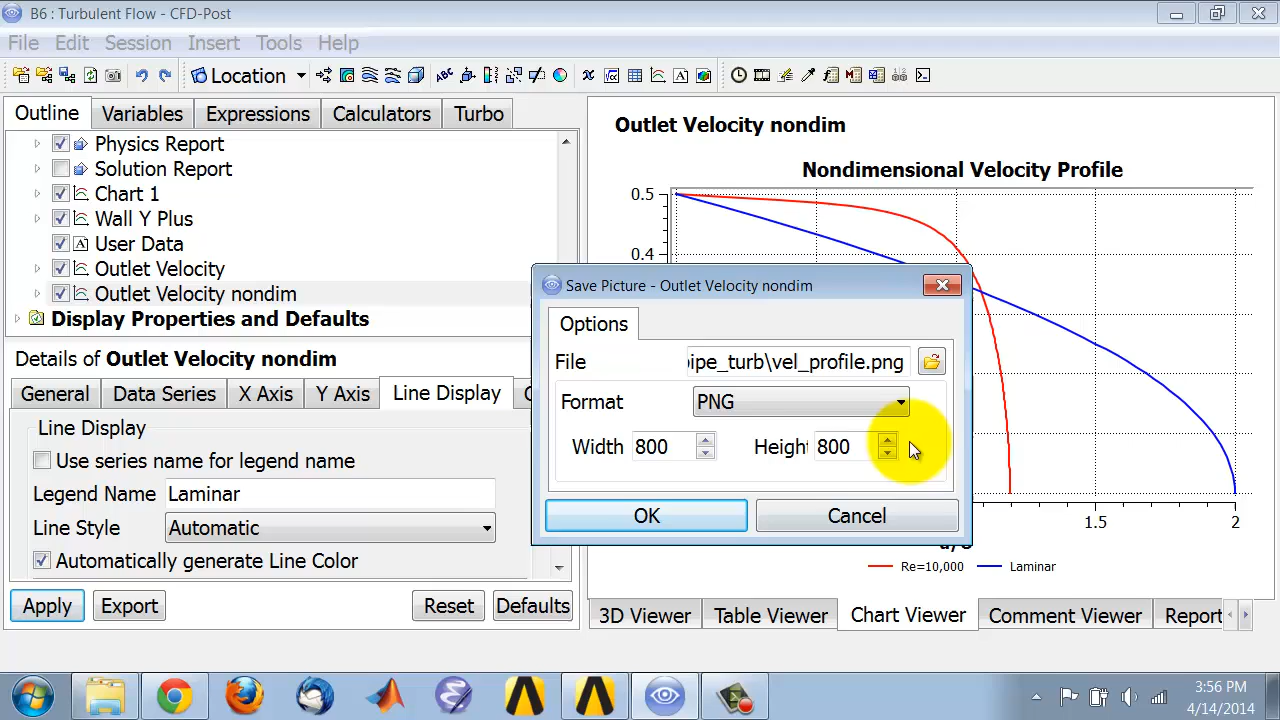 B6 : Turbulent Flow - CFD-Post
File Edit Session Insert Tools Help
Location
Outline Variables Expressions Calculators Turbo
Physics Report
Solution Report
Chart 1
Wall Y Plus
User Data
Outlet Velocity
Outlet Velocity nondim
Display Properties and Defaults
Details of Outlet Velocity nondim
General Data Series X Axis Y Axis Line Display
Line Display
Use series name for legend name
Legend Name Laminar
Line Style Automatic
Automatically generate Line Color
Apply Export Reset Defaults
Outlet Velocity nondim
Nondimensional Velocity Profile
0.5
0.4
1.5 2
Re=10,000 Laminar
3D Viewer Table Viewer Chart Viewer Comment Viewer Report
Save Picture - Outlet Velocity nondim
Options
File pipe_turb\vel_profile.png
Format PNG
Width 800 Height 800
OK Cancel
3:56 PM
4/14/2014